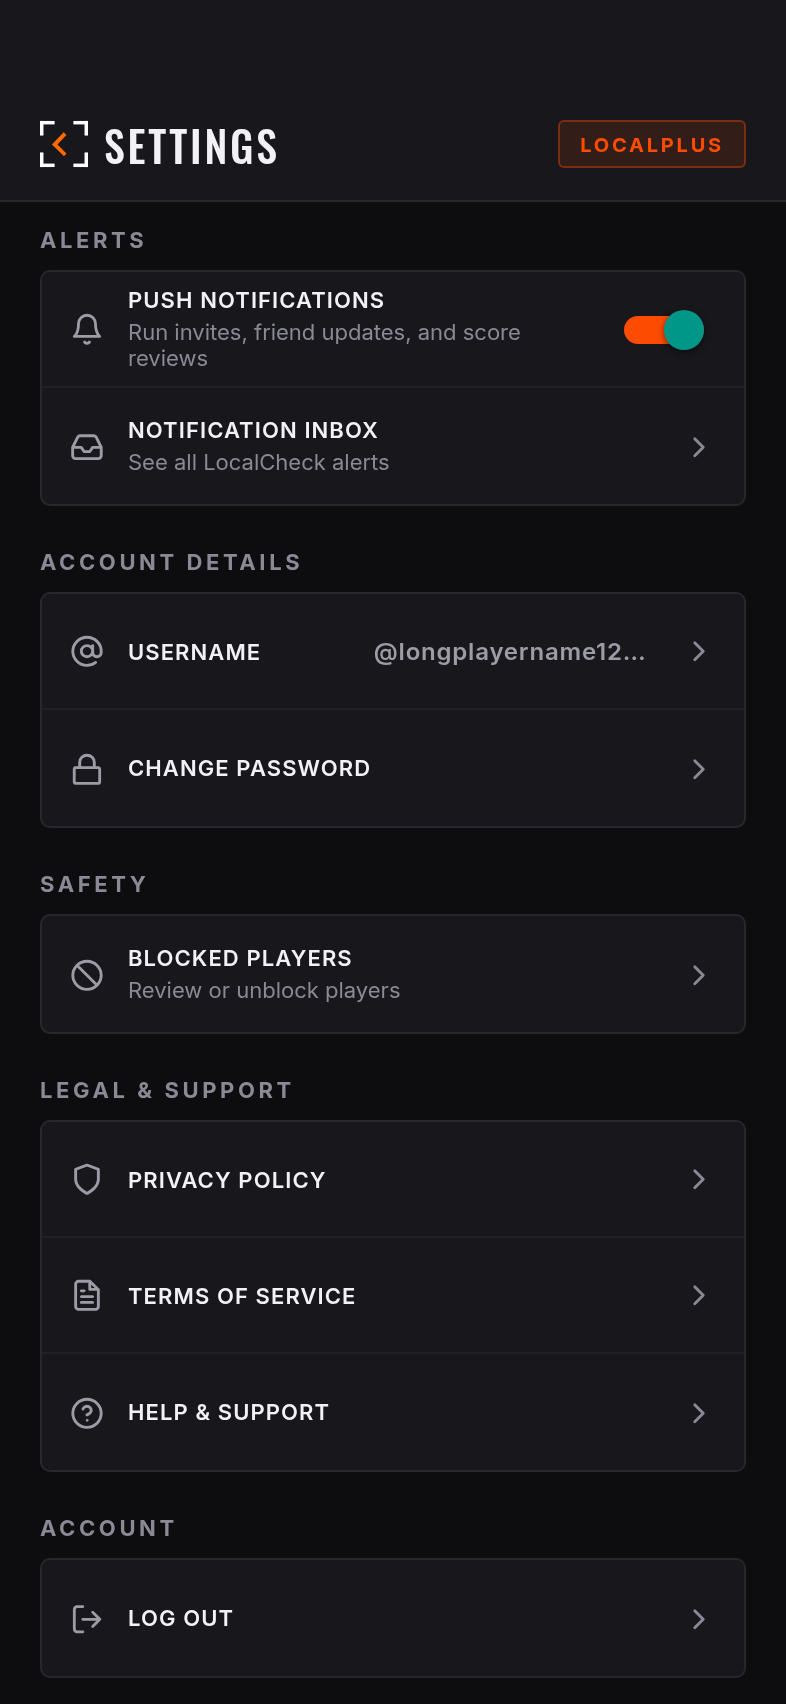 SETTINGS
LOCALPLUS
ALERTS
PUSH NOTIFICATIONS
Run invites, friend updates, and score
reviews
NOTIFICATION INBOX
See all LocalCheck alerts
ACCOUNT DETAILS
USERNAME
@longplayername12...
CHANGE PASSWORD
SAFETY
BLOCKED PLAYERS
Review or unblock players
LEGAL & SUPPORT
PRIVACY POLICY
TERMS OF SERVICE
HELP & SUPPORT
ACCOUNT
LOG OUT